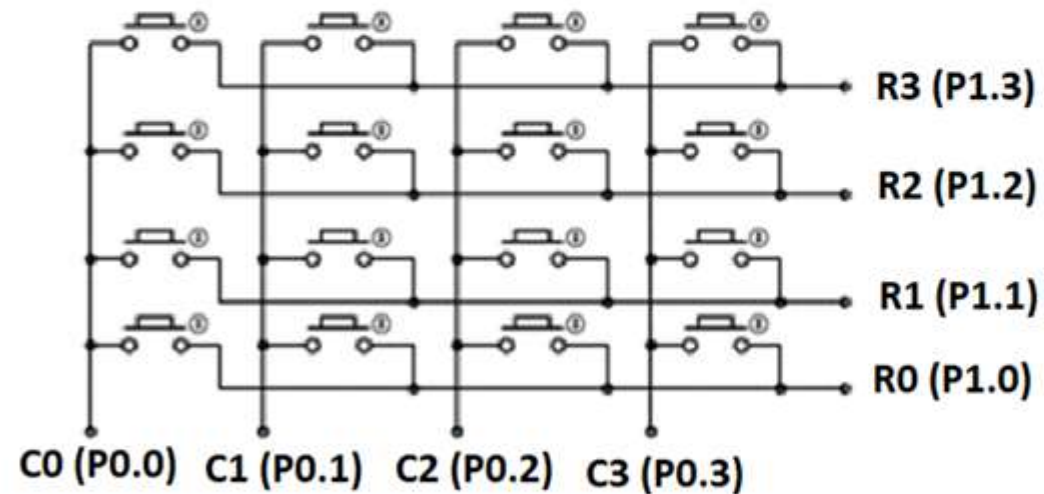 R3 (P1.3)
R2 (P1.2)
R1 (P1.1)
R0 (P1.0)
C0 (P0.0) C1 (P0.1) C2 (P0.2) C3 (P0.3)